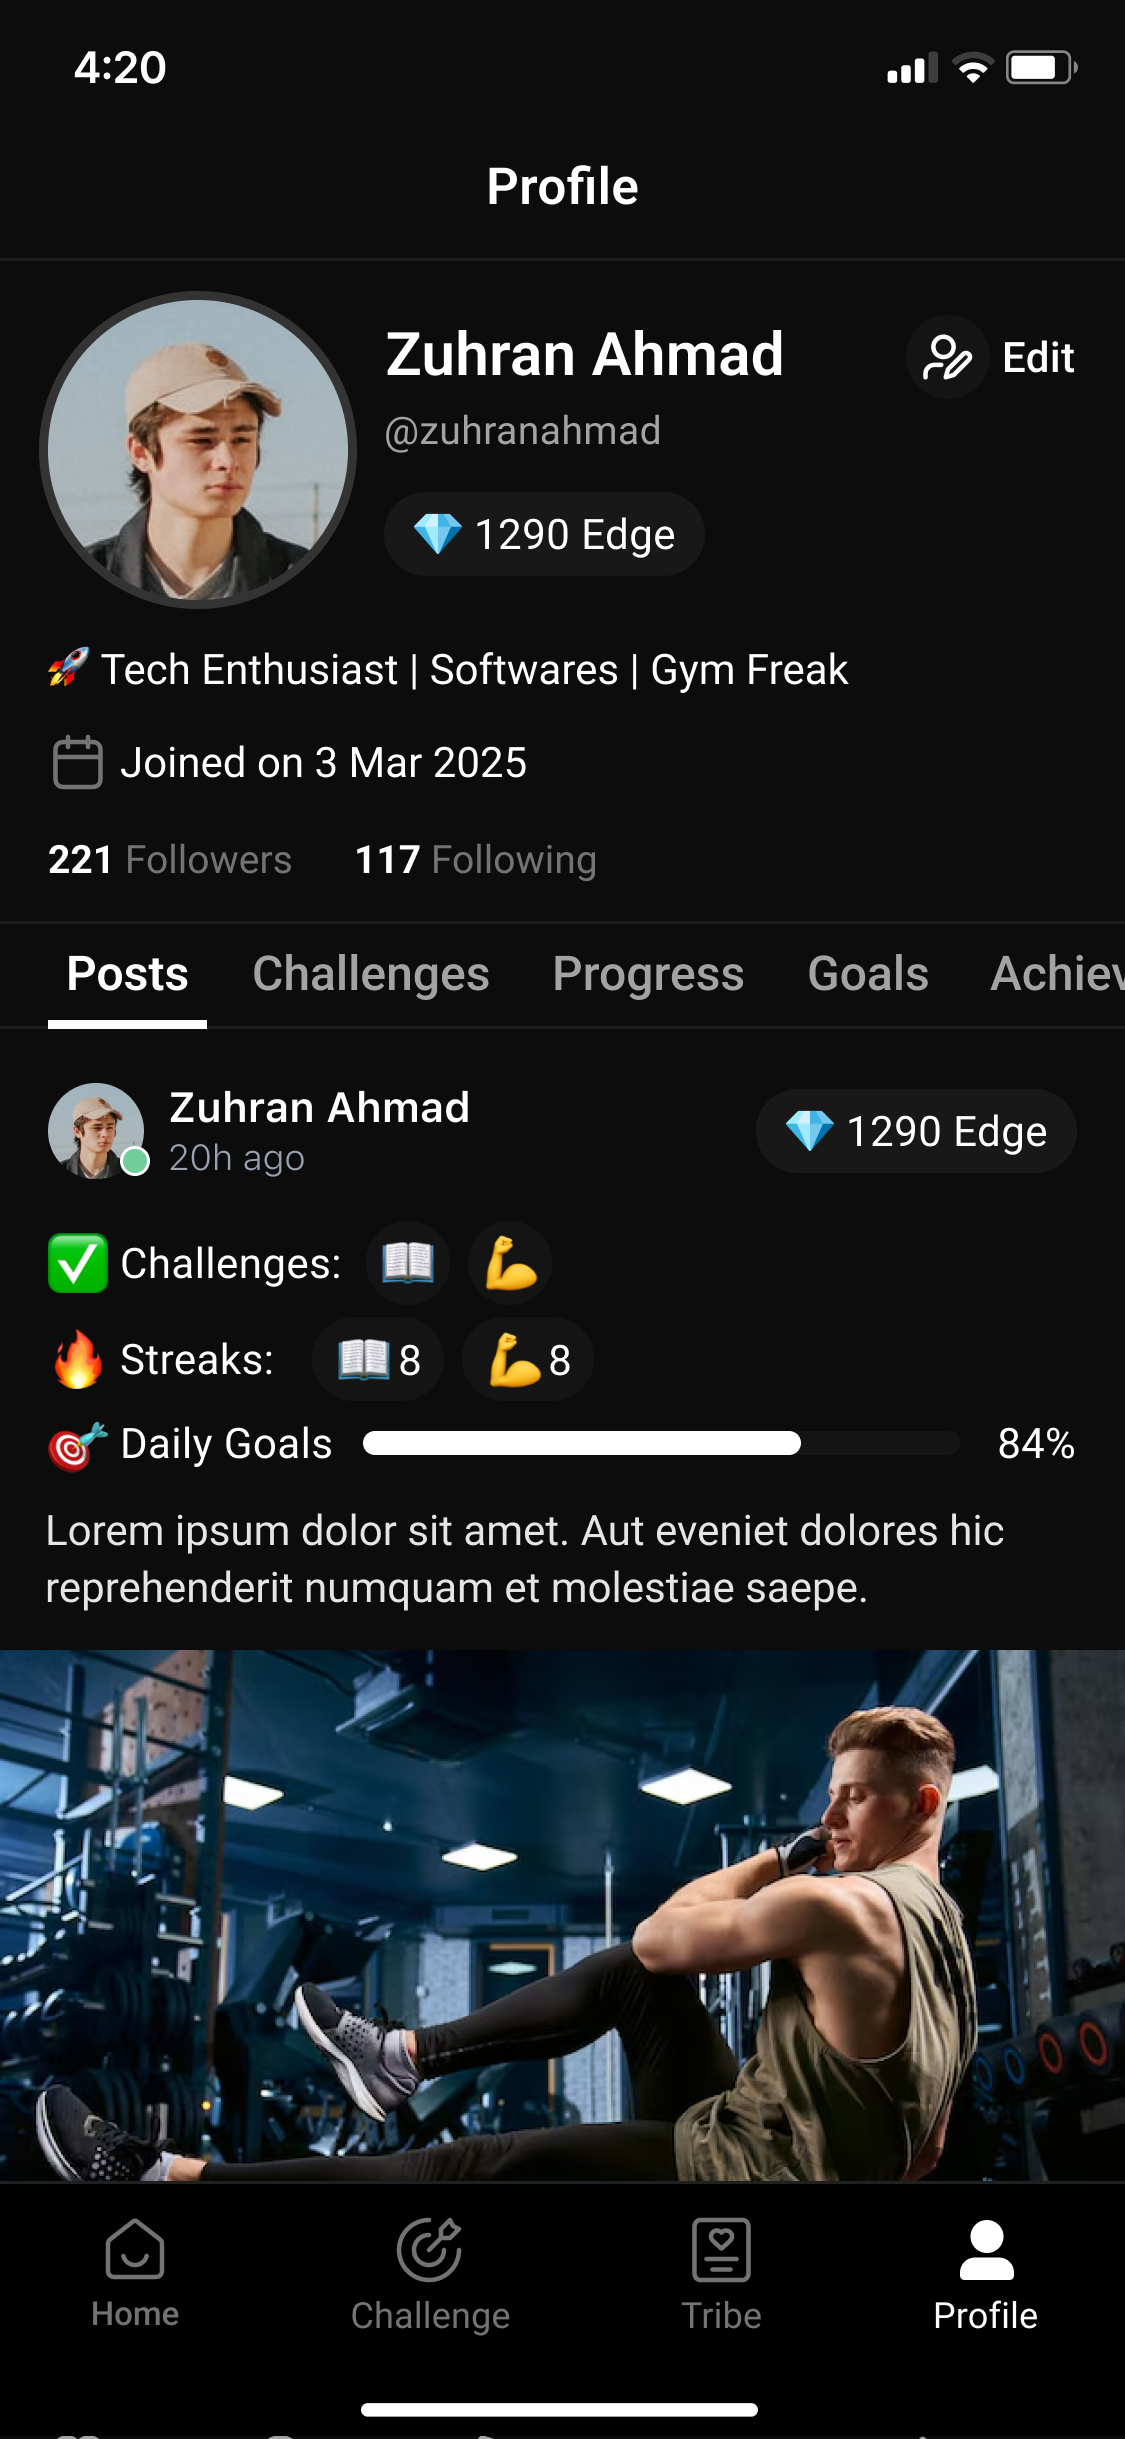 4:20
Profile
Zuhran Ahmad
Edit
@zuhranahmad
💎 1290 Edge
🚀 Tech Enthusiast | Softwares | Gym Freak
Joined on 3 Mar 2025
221 Followers 117 Following
Posts Challenges Progress Goals Achiev
Zuhran Ahmad
20h ago
💎 1290 Edge
✅ Challenges: 📖 💪
🔥 Streaks: 📖 8 💪 8
🎯 Daily Goals 84%
Lorem ipsum dolor sit amet. Aut eveniet dolores hic
reprehenderit numquam et molestiae saepe.
Home Challenge Tribe Profile